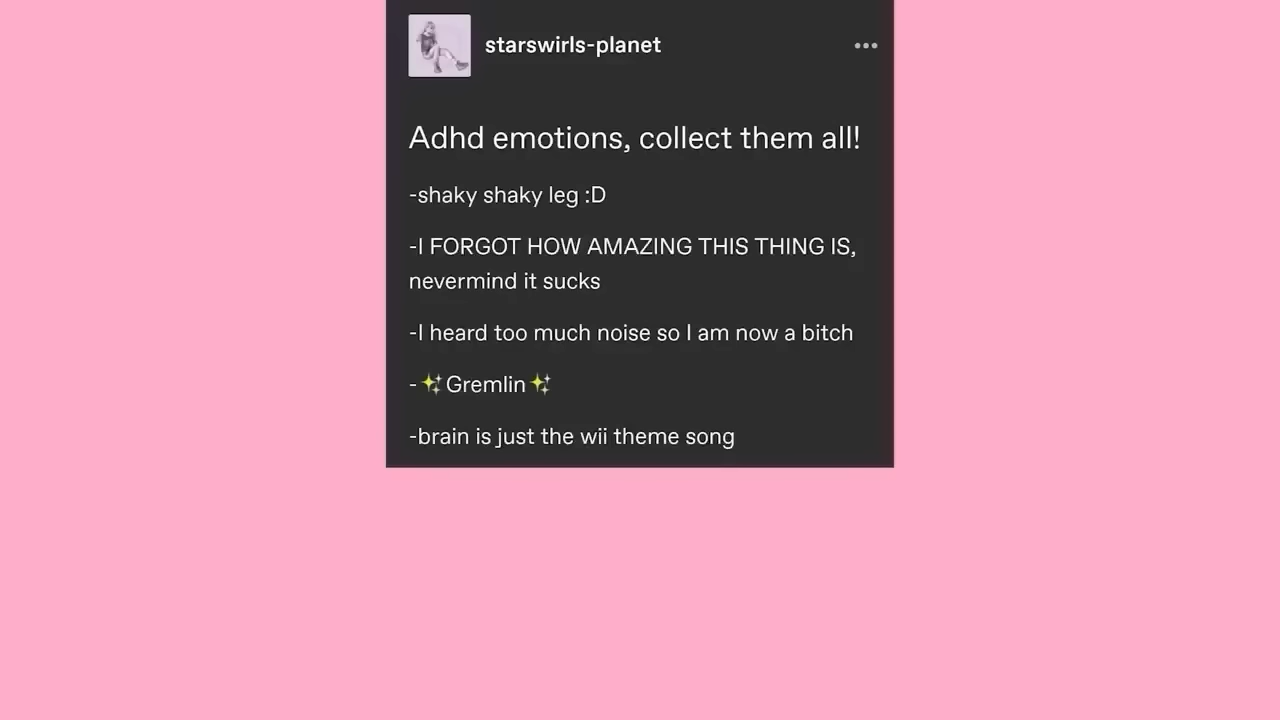 starswirls-planet
Adhd emotions, collect them all!
-shaky shaky leg :D
-I FORGOT HOW AMAZING THIS THING IS,
nevermind it sucks
-I heard too much noise so I am now a bitch
-✨Gremlin✨
-brain is just the wii theme song